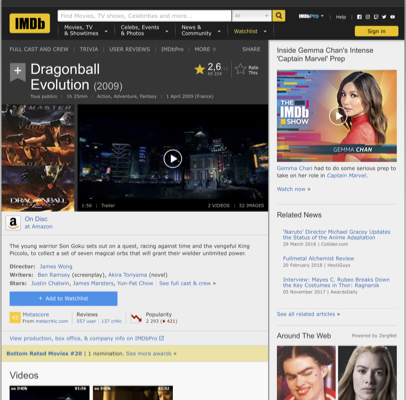 IMDb
Find Movies, TV shows, Celebrities and more...
All
IMDbPro
Help
Movies, TV & Showtimes
Celebs, Events & Photos
News & Community
Watchlist
Sign in
FULL CAST AND CREW | TRIVIA | USER REVIEWS | IMDbPro | MORE
SHARE
Dragonball Evolution (2009)
2,6
Rate This
Tous publics | 1h 25min | Action, Adventure, Fantasy | 1 April 2009 (France)
MASTER
DRAGONBALL
1:56 | Trailer
2 VIDEOS | 52 IMAGES
On Disc
at Amazon
The young warrior Son Goku sets out on a quest, racing against time and the vengeful King
Piccolo, to collect a set of seven magical orbs that will grant their wielder unlimited power.
Director: James Wong
Writers: Ben Ramsey (screenplay), Akira Toriyama (novel)
Stars: Justin Chatwin, James Marsters, Yun-Fat Chow | See full cast & crew »
+ Add to Watchlist
45
Metascore
From metacritic.com
Reviews
557 user · 137 critic
Popularity
2 293 (421)
View production, box office, & company info on IMDbPro
Bottom Rated Movies #20 | 1 nomination. See more awards »
Videos
Inside Gemma Chan's Intense
'Captain Marvel' Prep
THE
IMDb
SHOW
GEMMA CHAN
Gemma Chan had to do some serious prep
to take on her role in Captain Marvel.
Watch now »
Related News
'Naruto' Director Michael Gracey Updates
the Status of the Anime Adaptation
29 March 2018 | Collider.com
Fullmetal Alchemist Review
20 February 2018 | HeyUGuys
Interview: Mayes C. Rubeo Breaks Down
the Key Costumes in Thor: Ragnarok
05 November 2017 | AwardsDaily
See all related articles »
Around The Web
Powered by ZergNet